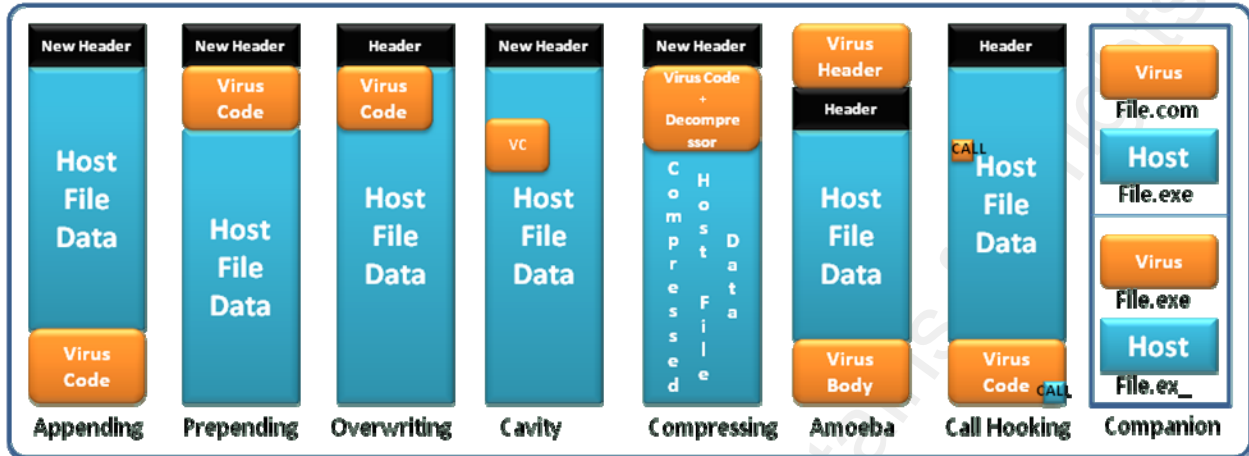 New Header
Host
File
Data
Virus
Code
Appending
New Header
Virus
Code
Host
File
Data
Prepending
Header
Virus
Code
Host
File
Data
Overwriting
New Header
VC
Host
File
Data
Cavity
New Header
Virus Code
+
Decompre
ssor
Compressed
Host File
Data
Compressing
Virus
Header
Header
Host
File
Data
Virus
Body
Amoeba
Header
CALL
Host
File
Data
Virus
Code
CALL
Call Hooking
Virus
File.com
Host
File.exe
Virus
File.exe
Host
File.ex_
Companion